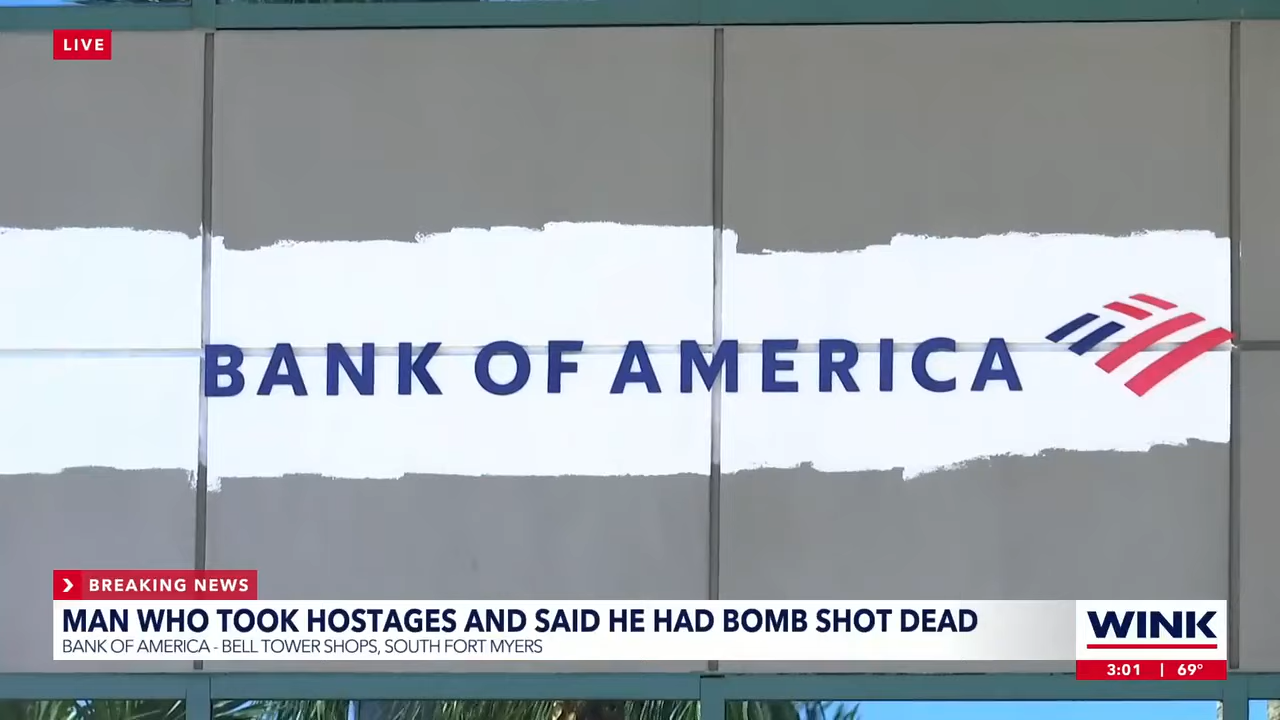 LIVE
BANK OF AMERICA
BREAKING NEWS
MAN WHO TOOK HOSTAGES AND SAID HE HAD BOMB SHOT DEAD
BANK OF AMERICA - BELL TOWER SHOPS, SOUTH FORT MYERS
WINK
3:01 | 69°